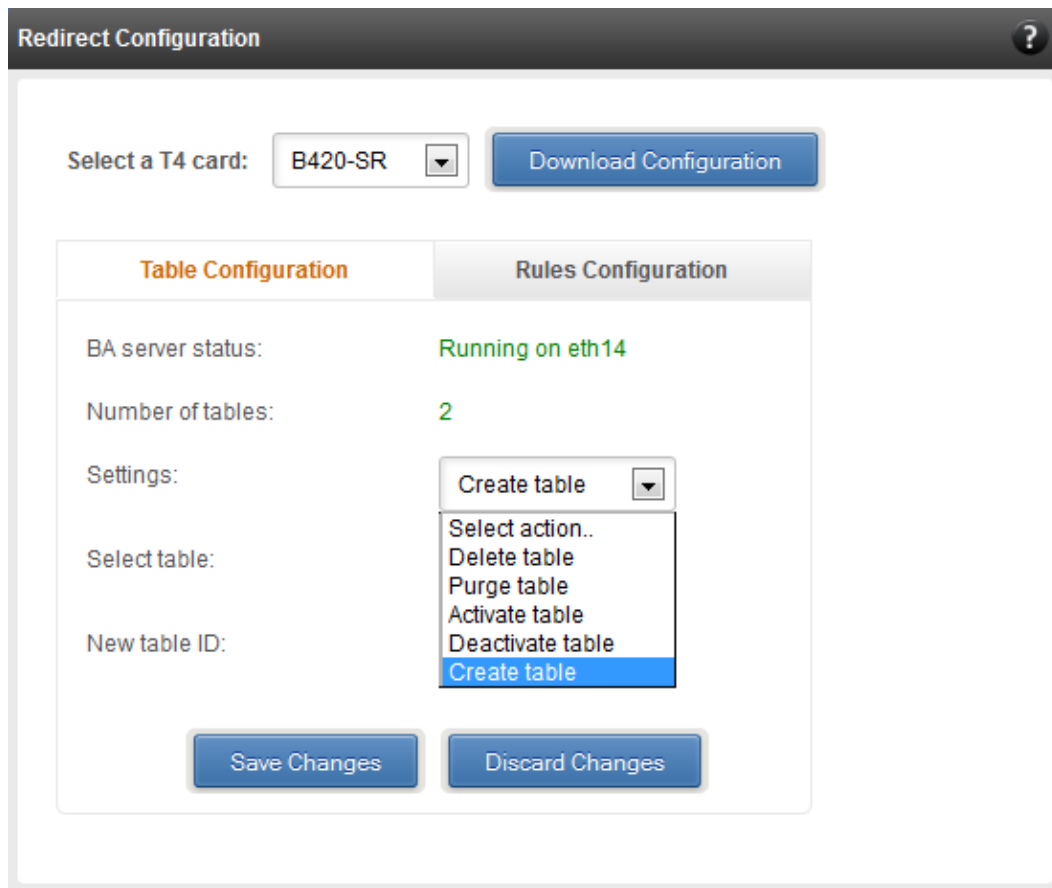 Redirect Configuration ?
Select a T4 card: B420-SR Download Configuration
Table Configuration Rules Configuration
BA server status: Running on eth14
Number of tables: 2
Settings: Create table
Select action..
Select table: Delete table
Purge table
Activate table
New table ID: Deactivate table
Create table
Save Changes Discard Changes